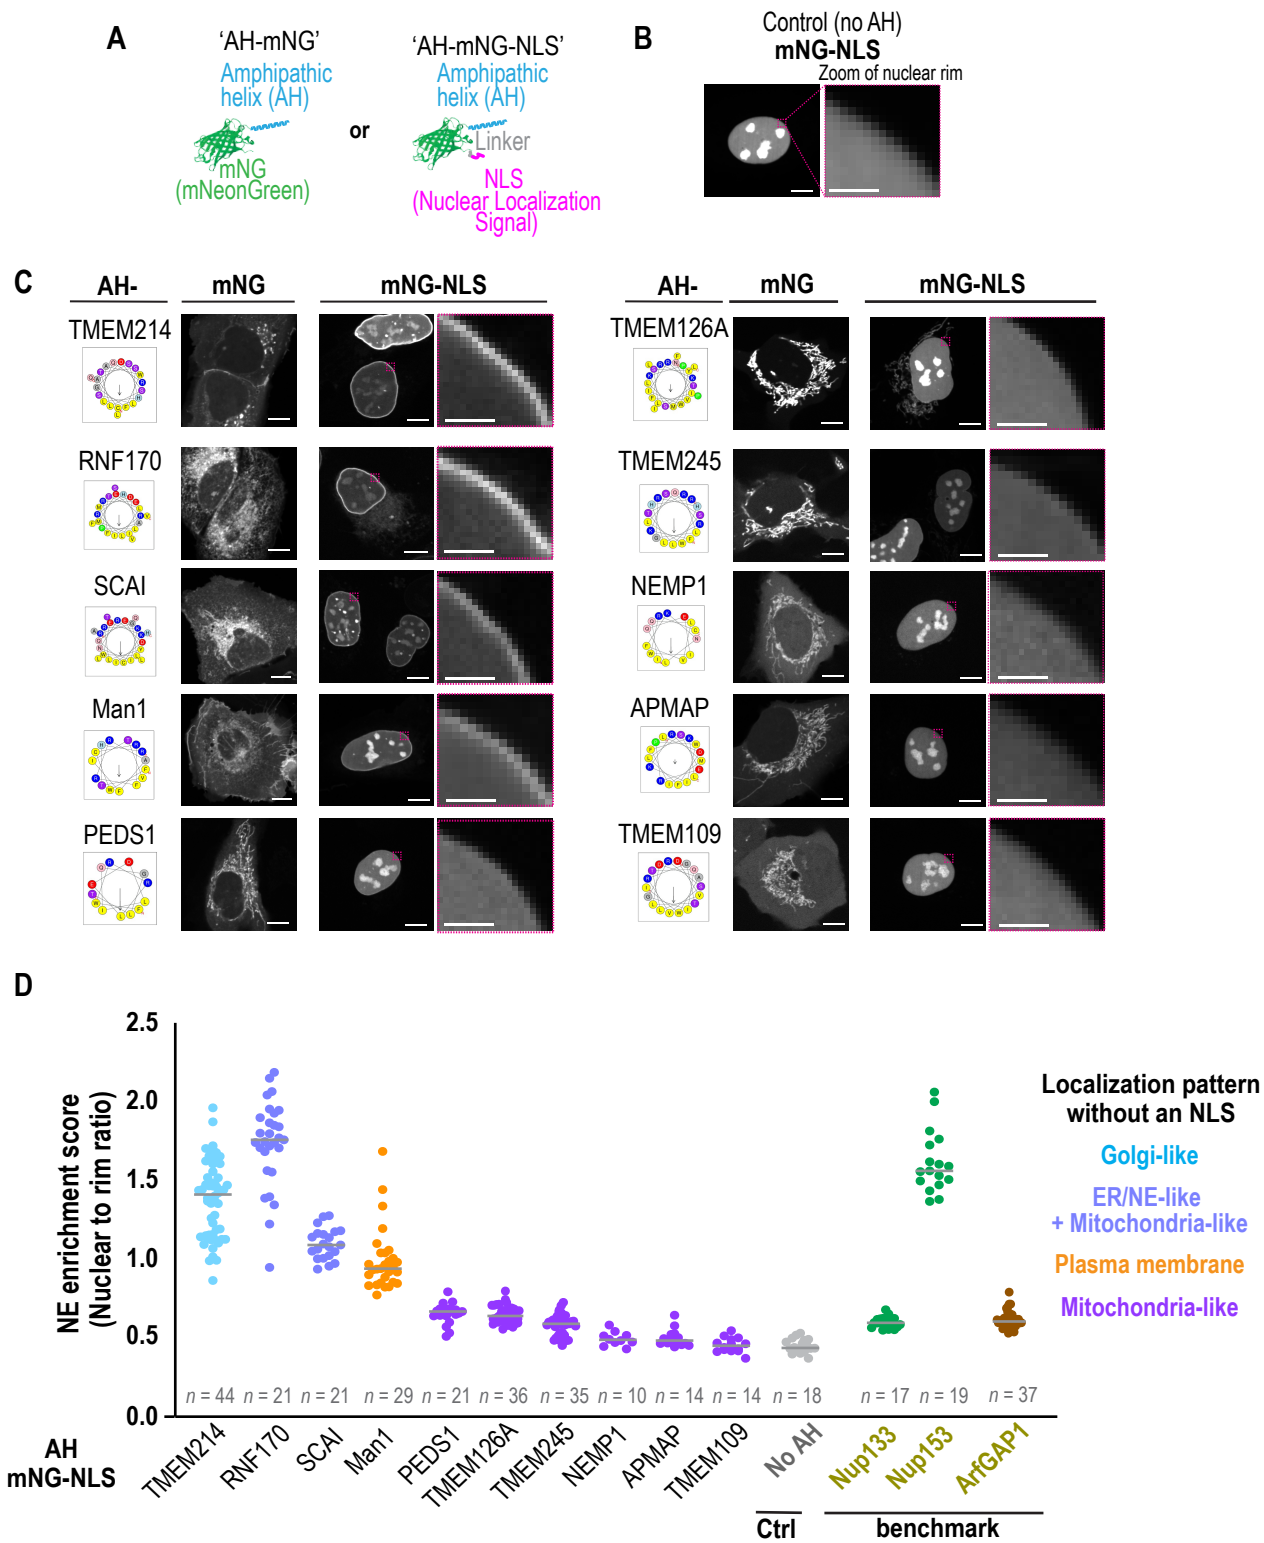 A
'AH-mNG'
Amphipathic
helix (AH)
mNG
(mNeonGreen)
or
'AH-mNG-NLS'
Amphipathic
helix (AH)
Linker
NLS
(Nuclear Localization
Signal)
B
Control (no AH)
mNG-NLS
Zoom of nuclear rim
C
AH-
mNG
mNG-NLS
TMEM214
RNF170
SCAI
Man1
PEDS1
AH-
mNG
mNG-NLS
TMEM126A
TMEM245
NEMP1
APMAP
TMEM109
D
NE enrichment score
(Nuclear to rim ratio)
2.5
2.0
1.5
1.0
0.5
0.0
n = 44
n = 21
n = 21
n = 29
n = 21
n = 36
n = 35
n = 10
n = 14
n = 14
n = 18
n = 17
n = 19
n = 37
AH
mNG-NLS
TMEM214
RNF170
SCAI
Man1
PEDS1
TMEM126A
TMEM245
NEMP1
APMAP
TMEM109
No AH
Nup133
Nup153
ArfGAP1
Ctrl
benchmark
Localization pattern
without an NLS
Golgi-like
ER/NE-like
+ Mitochondria-like
Plasma membrane
Mitochondria-like